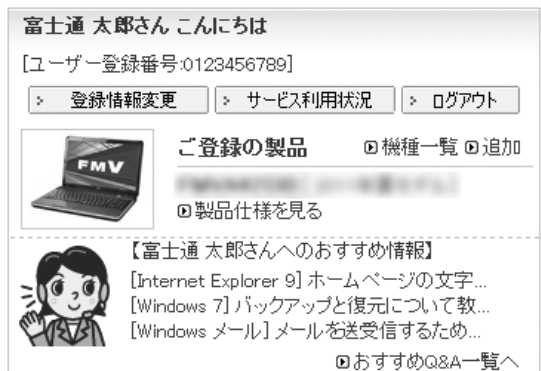 富士通 太郎さん こんにちは
[ユーザー登録番号:0123456789]
登録情報変更 サービス利用状況 ログアウト
ご登録の製品 機種一覧 追加
FMV
製品仕様を見る
【富士通 太郎さんへのおすすめ情報】
[Internet Explorer 9] ホームページの文字...
[Windows 7] バックアップと復元について教...
[Windows メール] メールを送受信するため...
おすすめQ&A一覧へ